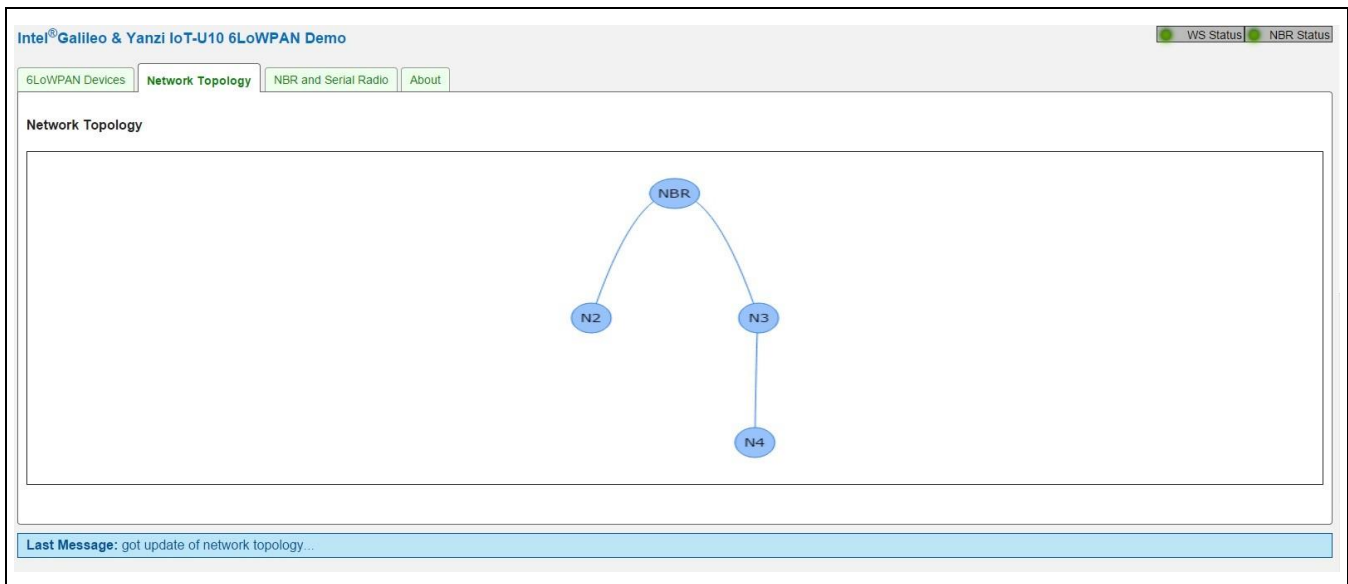 Intel®Galileo & Yanzi IoT-U10 6LoWPAN Demo
WS Status NBR Status
6LoWPAN Devices Network Topology NBR and Serial Radio About
Network Topology
NBR
N2 N3
N4
Last Message: got update of network topology...